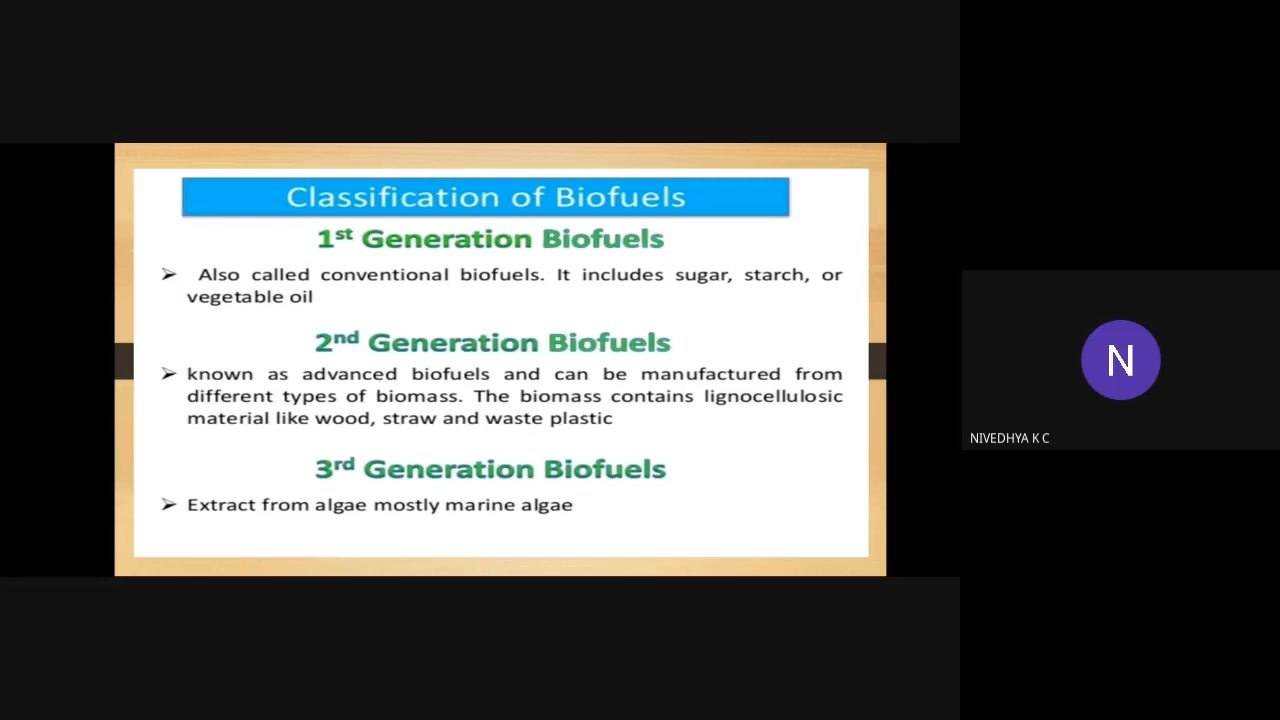 Classification of Biofuels
1st Generation Biofuels
➢ Also called conventional biofuels. It includes sugar, starch, or
vegetable oil
2nd Generation Biofuels
➢ known as advanced biofuels and can be manufactured from
different types of biomass. The biomass contains lignocellulosic
material like wood, straw and waste plastic
3rd Generation Biofuels
➢ Extract from algae mostly marine algae
N
NIVEDHYA K C